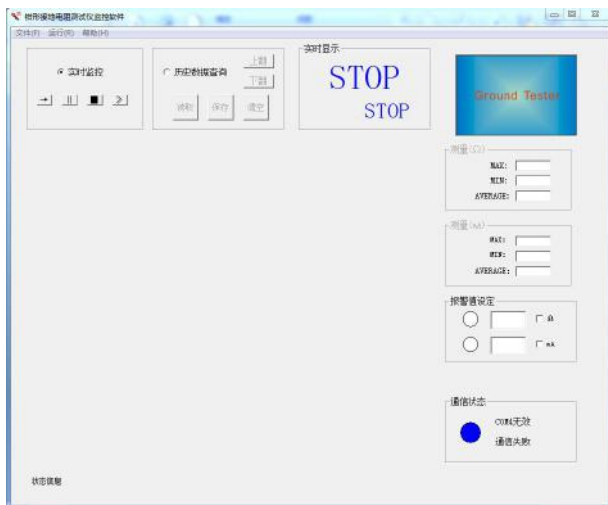 钳形接地电阻测试仪监控软件
文件(F) 运行(R) 帮助(H)
实时监控
历史数据查询
上翻
下翻
读取 保存 清空
实时显示
STOP
STOP
Ground Tester
测量(Ω)
MAX:
MIN:
AVERAGE:
测量(mA)
MAX:
MIN:
AVERAGE:
报警值设定
Ω
mA
通信状态
COM4无效
通信失败
状态信息